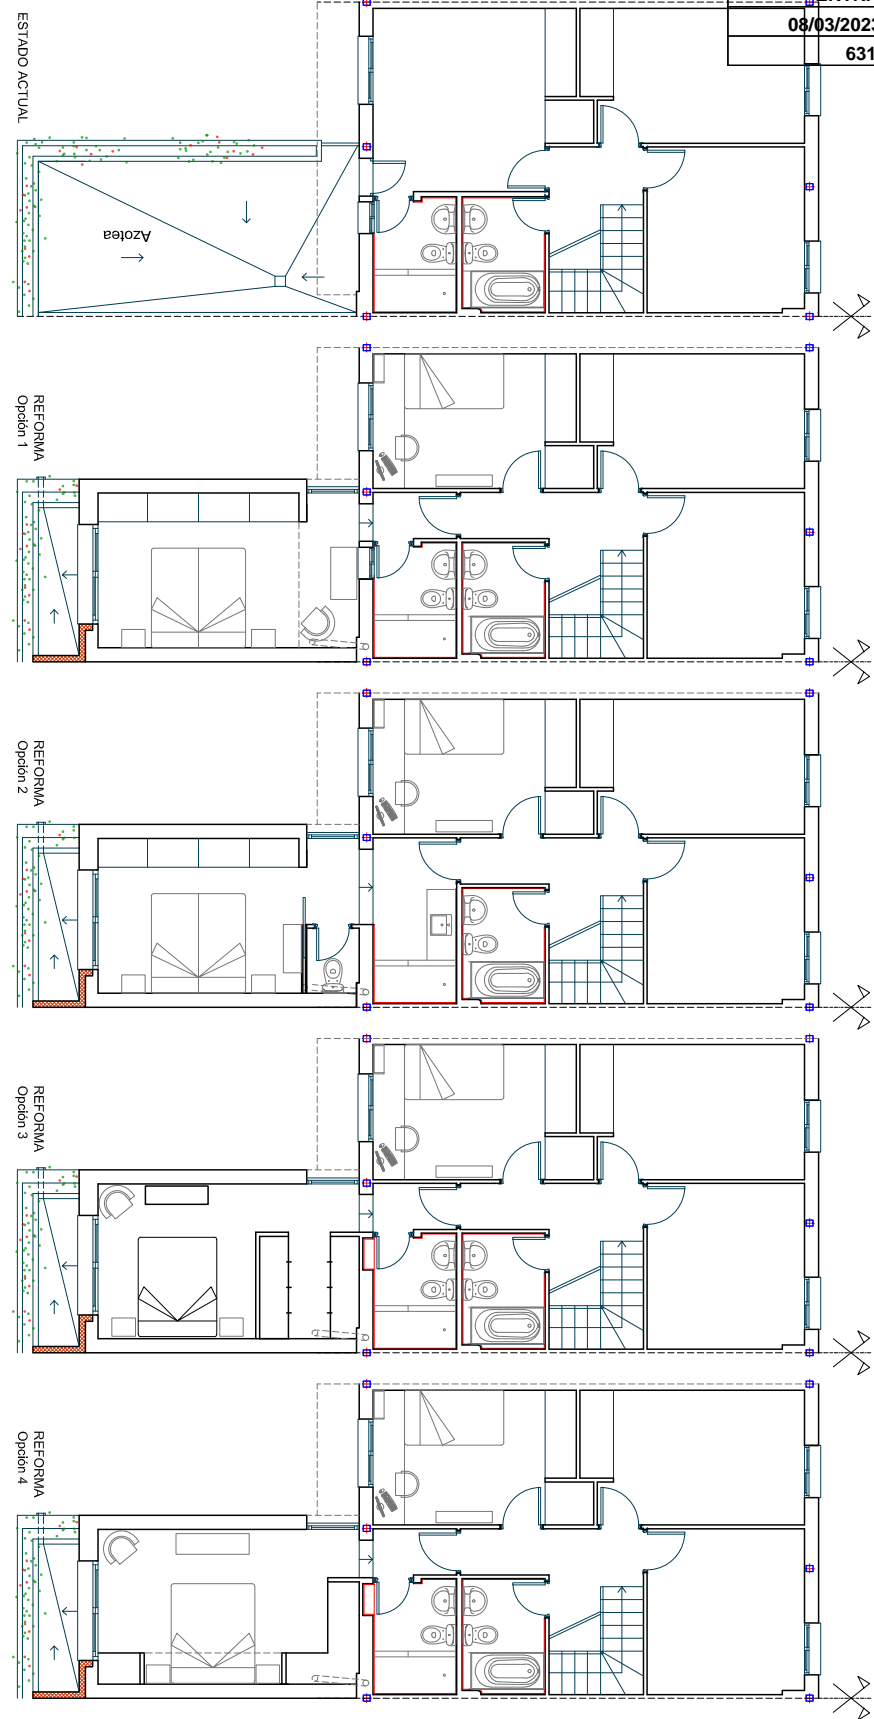 08/03/2023
631
ESTADO ACTUAL
Azotea
REFORMA
Opción 1
REFORMA
Opción 2
REFORMA
Opción 3
REFORMA
Opción 4